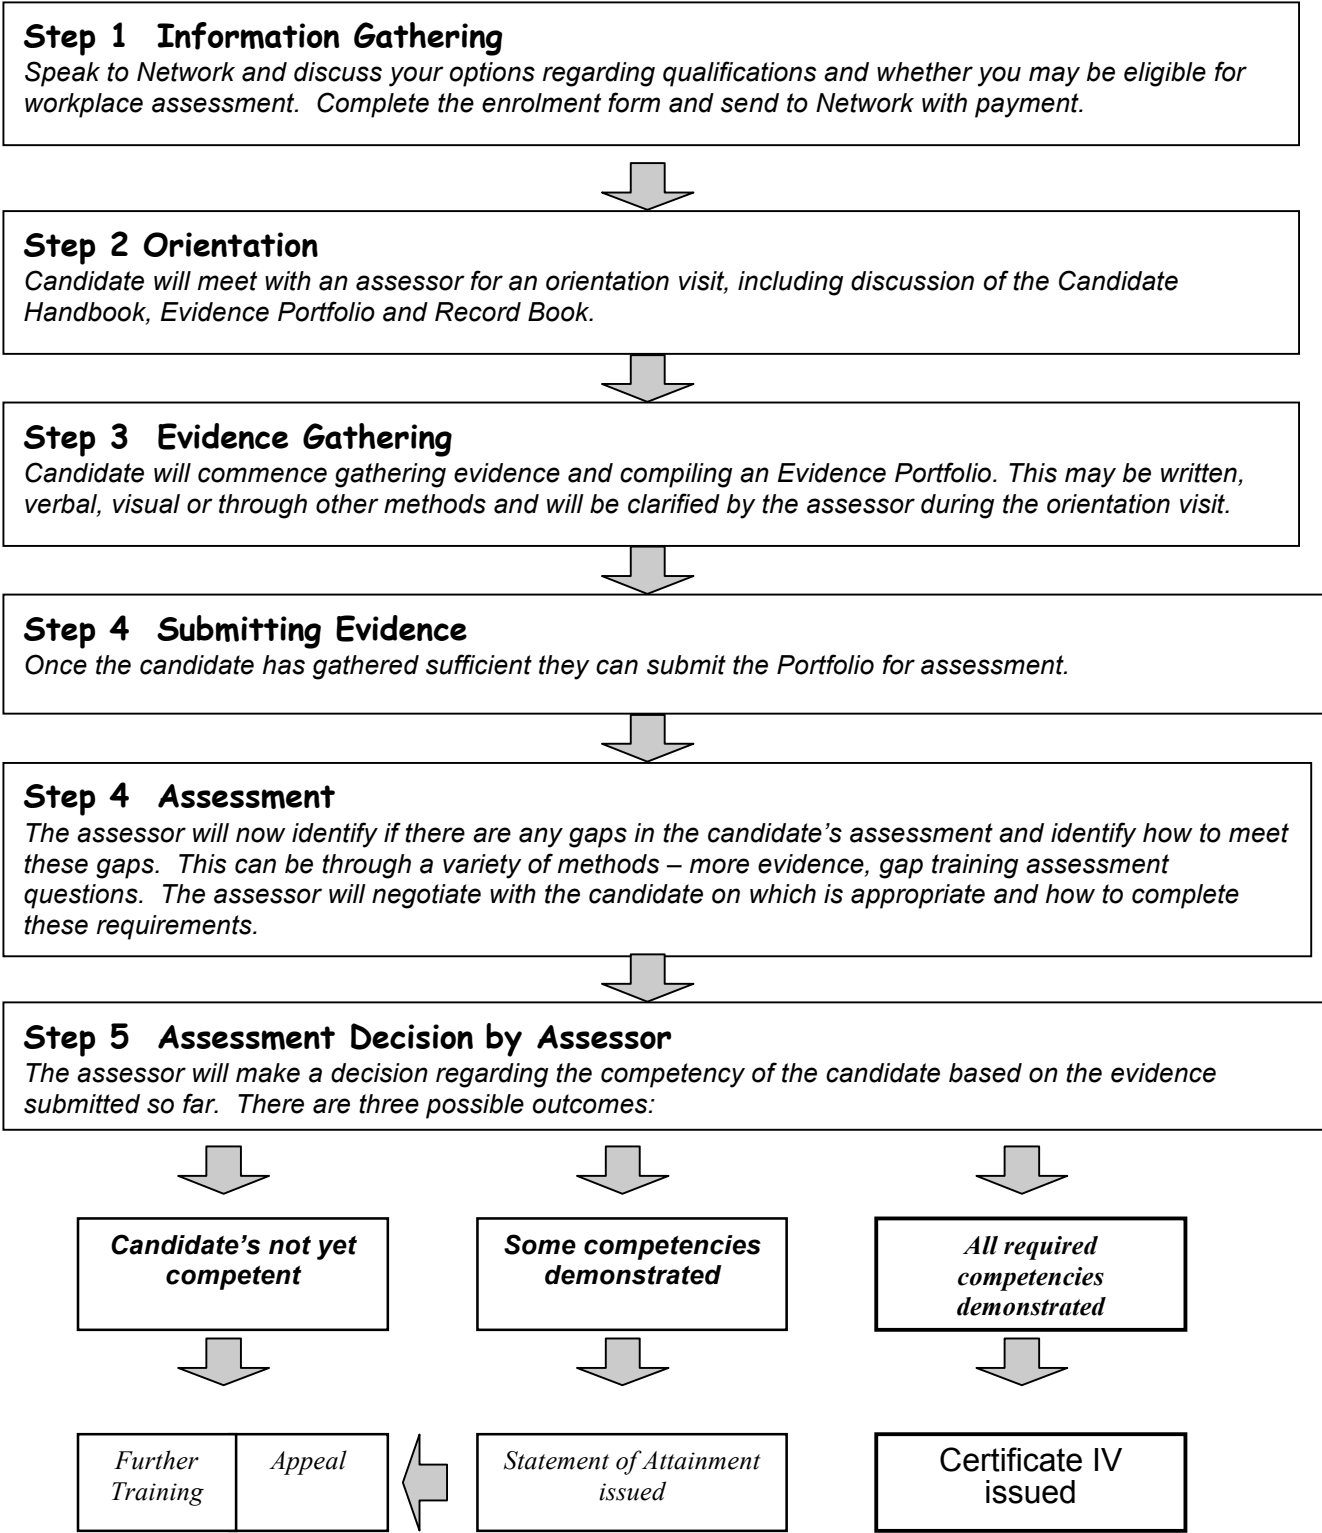 Step 1 Information Gathering
Speak to Network and discuss your options regarding qualifications and whether you may be eligible for
workplace assessment. Complete the enrolment form and send to Network with payment.
Step 2 Orientation
Candidate will meet with an assessor for an orientation visit, including discussion of the Candidate
Handbook, Evidence Portfolio and Record Book.
Step 3 Evidence Gathering
Candidate will commence gathering evidence and compiling an Evidence Portfolio. This may be written,
verbal, visual or through other methods and will be clarified by the assessor during the orientation visit.
Step 4 Submitting Evidence
Once the candidate has gathered sufficient they can submit the Portfolio for assessment.
Step 4 Assessment
The assessor will now identify if there are any gaps in the candidate’s assessment and identify how to meet
these gaps. This can be through a variety of methods – more evidence, gap training assessment
questions. The assessor will negotiate with the candidate on which is appropriate and how to complete
these requirements.
Step 5 Assessment Decision by Assessor
The assessor will make a decision regarding the competency of the candidate based on the evidence
submitted so far. There are three possible outcomes:
Candidate’s not yet
competent
Some competencies
demonstrated
All required
competencies
demonstrated
Further
Training
Appeal
Statement of Attainment
issued
Certificate IV
issued